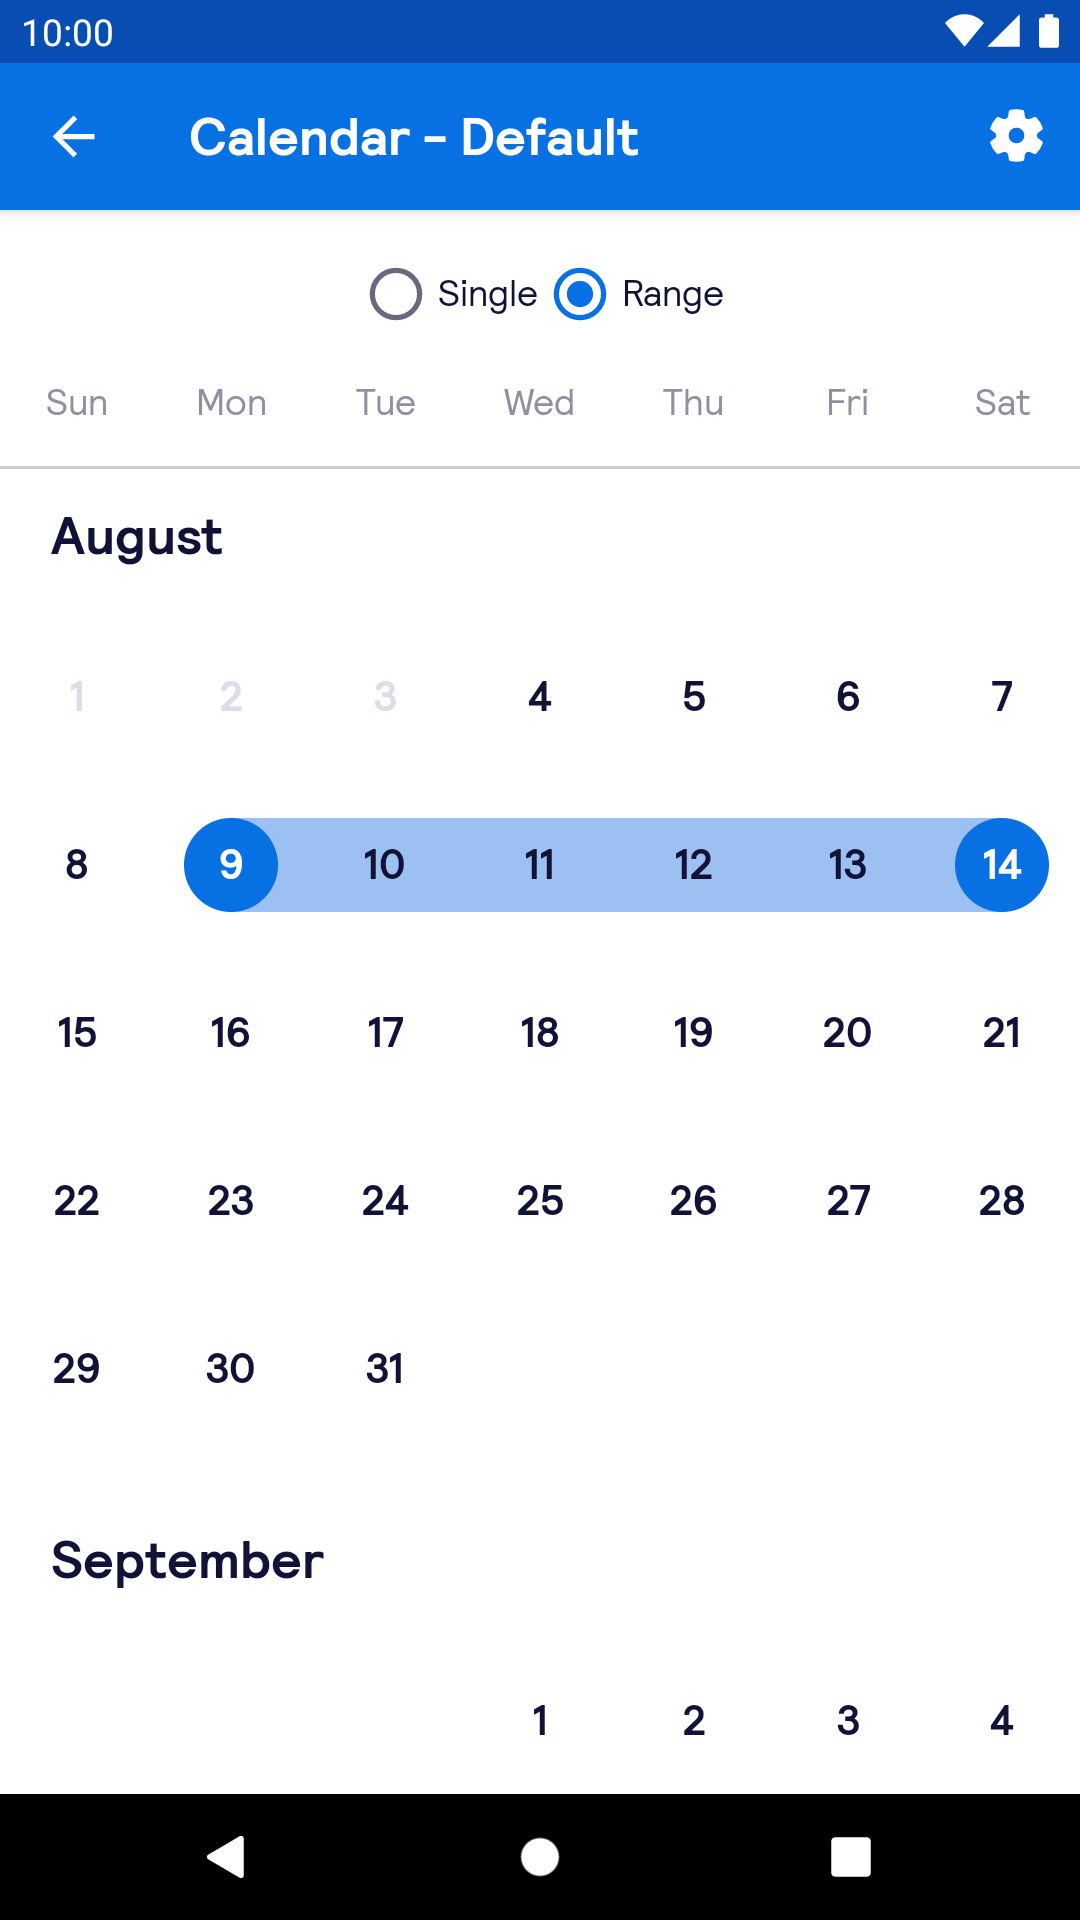 10:00
Calendar - Default
Single Range
Sun Mon Tue Wed Thu Fri Sat
August
1 2 3 4 5 6 7
8 9 10 11 12 13 14
15 16 17 18 19 20 21
22 23 24 25 26 27 28
29 30 31
September
1 2 3 4